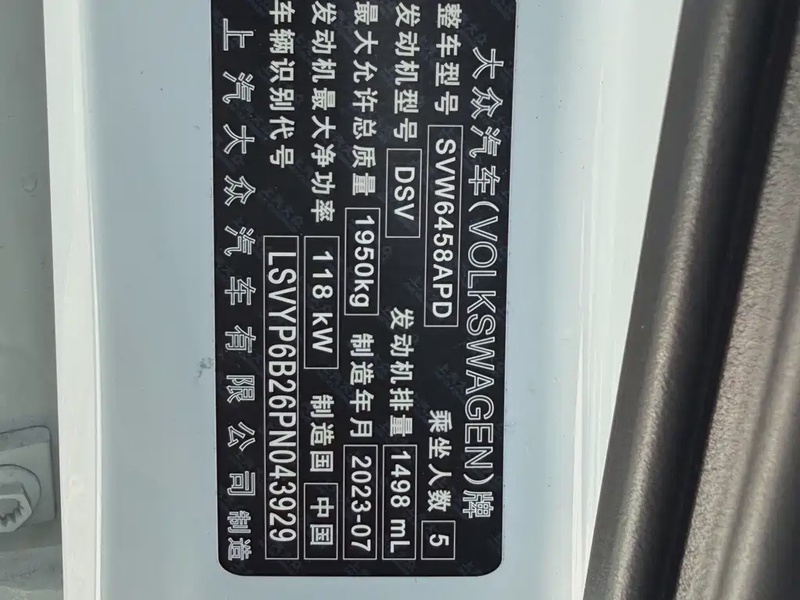 大众汽车(VOLKSWAGEN)牌
整车型号 SVW6458APD 乘坐人数 5
发动机型号 DSV 发动机排量 1498 mL
最大允许总质量 1950kg 制造年月 2023-07
发动机最大净功率 118 kW 制造国 中国
车辆识别代号 LSVYP6B26PN043929
上汽大众汽车有限公司制造